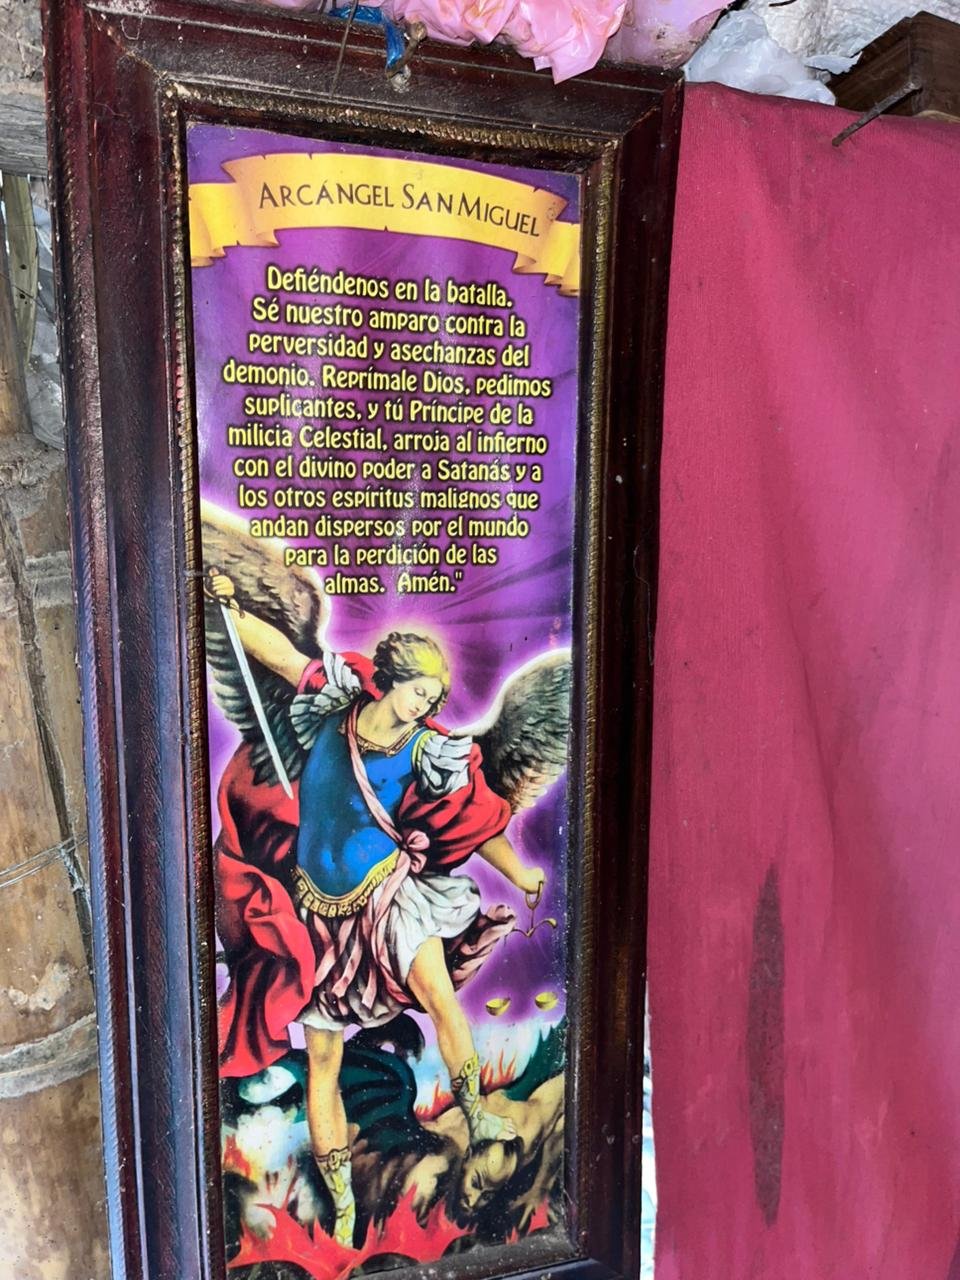 ARCÁNGEL SAN MIGUEL
Defiéndenos en la batalla.
Sé nuestro amparo contra la
perversidad y asechanzas del
demonio. Reprímale Dios, pedimos
suplicantes, y tú Príncipe de la
milicia Celestial, arroja al infierno
con el divino poder a Satanás y a
los otros espíritus malignos que
andan dispersos por el mundo
para la perdición de las
almas. Amén."